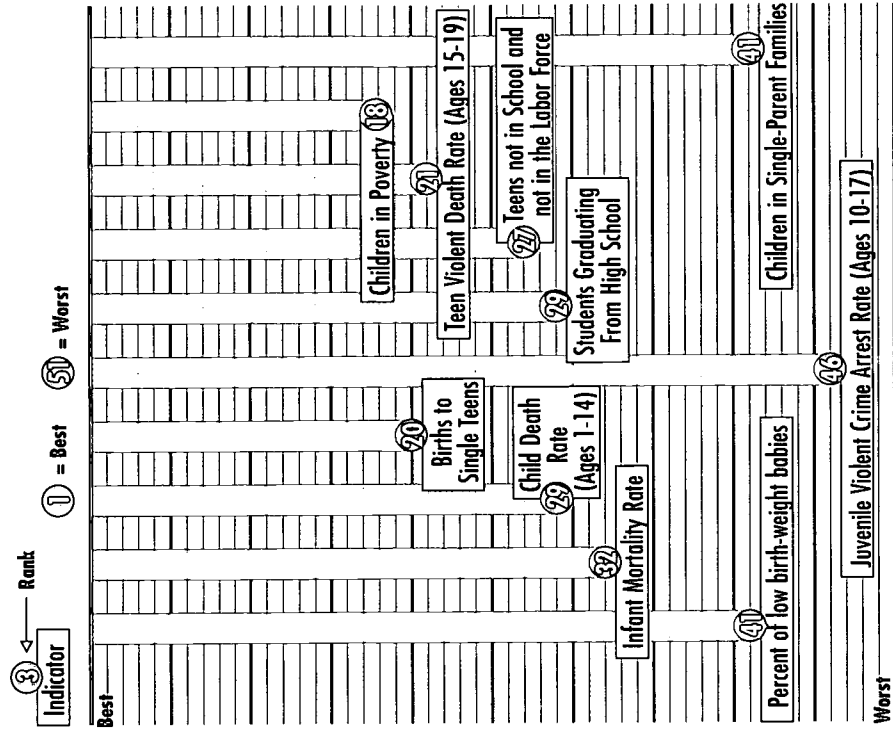 3 Rank
Indicator
1 = Best
51 = Worst
Best
41
Percent of low birth-weight babies
32
Infant Mortality Rate
29
Child Death
Rate
(Ages 1-14)
20
Births to
Single Teens
46
Juvenile Violent Crime Arrest Rate (Ages 10-17)
29
Students Graduating
From High School
27
Teens not in School and
not in the Labor Force
21
Teen Violent Death Rate (Ages 15-19)
Children in Poverty 18
41
Children in Single-Parent Families
Worst